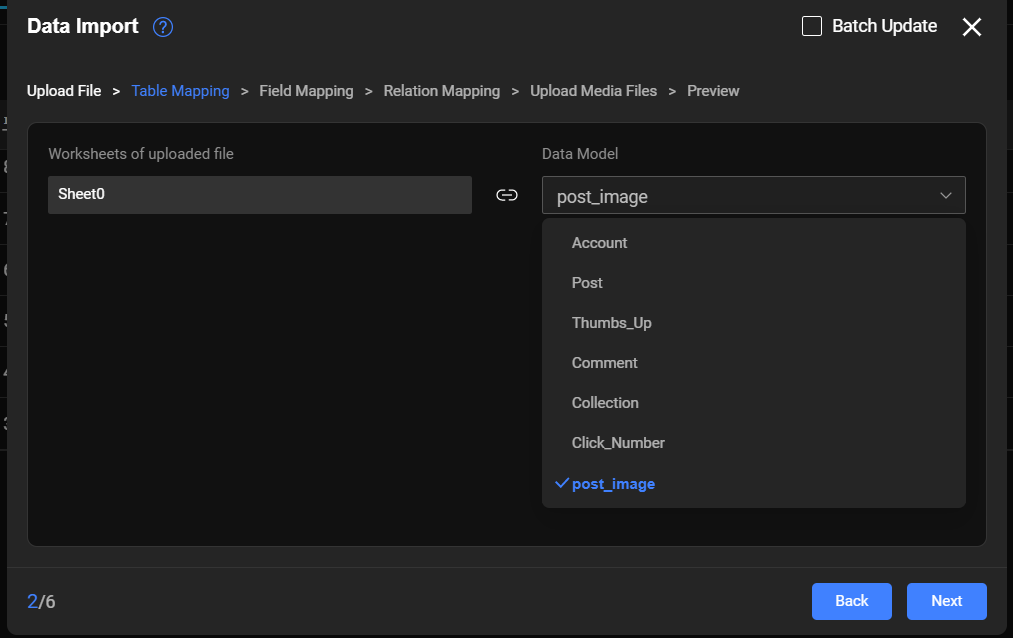 Data Import ?
Batch Update
Upload File > Table Mapping > Field Mapping > Relation Mapping > Upload Media Files > Preview
Worksheets of uploaded file
Data Model
Sheet0
post_image
Account
Post
Thumbs_Up
Comment
Collection
Click_Number
post_image
2/6
Back
Next